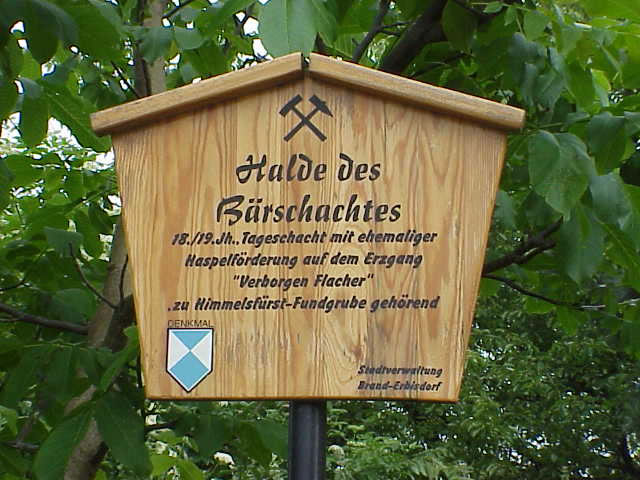 Halde des
Bärschachtes
18./19.Jh., Tageschacht mit ehemaliger
Haspelförderung auf dem Erzgang
"Verborgen Flacher"
.zu Himmelsfürst-Fundgrube gehörend
DENKMAL
Stadtverwaltung
Brand-Erbisdorf